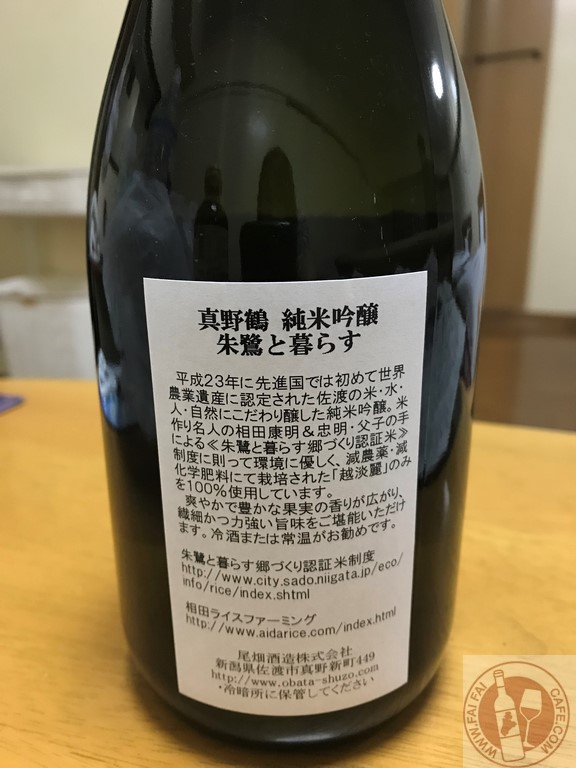 真野鶴 純米吟醸
朱鷺と暮らす
平成23年に先進国では初めて世界
農業遺産に認定された佐渡の米・水・
人・自然にこだわり醸した純米吟醸。米
作り名人の相田康明&忠明・父子の手
による≪朱鷺と暮らす郷づくり認証米≫
制度に則って環境に優しく、減農薬・減
化学肥料にて栽培された「越淡麗」のみ
を100%使用しています。
爽やかで豊かな果実の香りが広がり、
繊細かつ力強い旨味をご堪能いただけ
ます。冷酒または常温がお勧めです。
朱鷺と暮らす郷づくり認証米制度
http://www.city.sado.niigata.jp/eco/
info/rice/index.shtml
相田ライスファーミング
http://www.aidarice.com/index.html
尾畑酒造株式会社
新潟県佐渡市真野新町449
http://www.obata-shuzo.com
・冷暗所に保管してください
WWW.FAIFAICAFE.COM